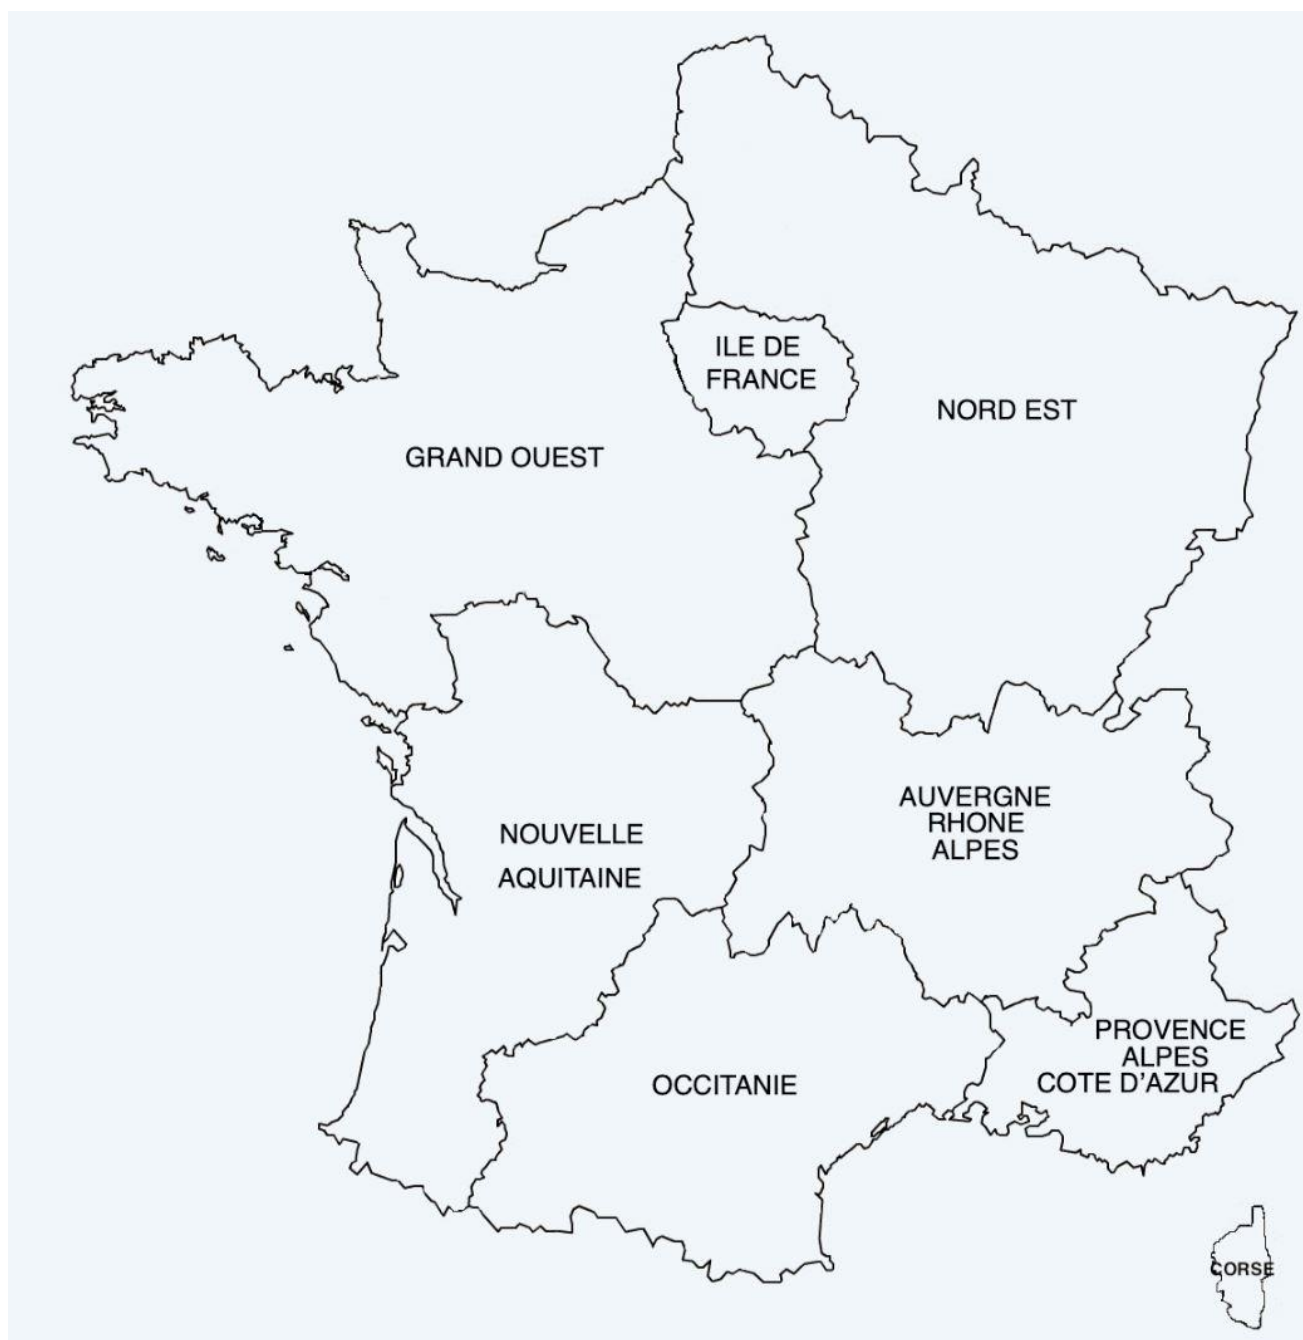 ILE DE
FRANCE
NORD EST
GRAND OUEST
AUVERGNE
RHONE
ALPES
NOUVELLE
AQUITAINE
PROVENCE
ALPES
COTE D'AZUR
OCCITANIE
CORSE